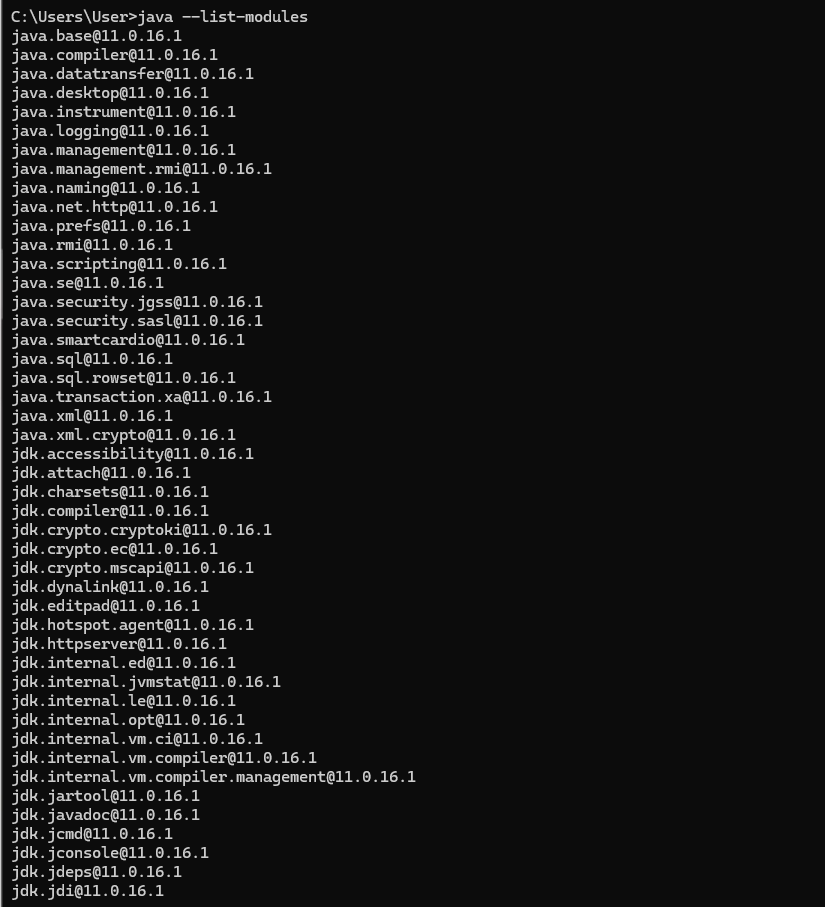 C:\Users\User>java --list-modules
java.base@11.0.16.1
java.compiler@11.0.16.1
java.datatransfer@11.0.16.1
java.desktop@11.0.16.1
java.instrument@11.0.16.1
java.logging@11.0.16.1
java.management@11.0.16.1
java.management.rmi@11.0.16.1
java.naming@11.0.16.1
java.net.http@11.0.16.1
java.prefs@11.0.16.1
java.rmi@11.0.16.1
java.scripting@11.0.16.1
java.se@11.0.16.1
java.security.jgss@11.0.16.1
java.security.sasl@11.0.16.1
java.smartcardio@11.0.16.1
java.sql@11.0.16.1
java.sql.rowset@11.0.16.1
java.transaction.xa@11.0.16.1
java.xml@11.0.16.1
java.xml.crypto@11.0.16.1
jdk.accessibility@11.0.16.1
jdk.attach@11.0.16.1
jdk.charsets@11.0.16.1
jdk.compiler@11.0.16.1
jdk.crypto.cryptoki@11.0.16.1
jdk.crypto.ec@11.0.16.1
jdk.crypto.mscapi@11.0.16.1
jdk.dynalink@11.0.16.1
jdk.editpad@11.0.16.1
jdk.hotspot.agent@11.0.16.1
jdk.httpserver@11.0.16.1
jdk.internal.ed@11.0.16.1
jdk.internal.jvmstat@11.0.16.1
jdk.internal.le@11.0.16.1
jdk.internal.opt@11.0.16.1
jdk.internal.vm.ci@11.0.16.1
jdk.internal.vm.compiler@11.0.16.1
jdk.internal.vm.compiler.management@11.0.16.1
jdk.jartool@11.0.16.1
jdk.javadoc@11.0.16.1
jdk.jcmd@11.0.16.1
jdk.jconsole@11.0.16.1
jdk.jdeps@11.0.16.1
jdk.jdi@11.0.16.1